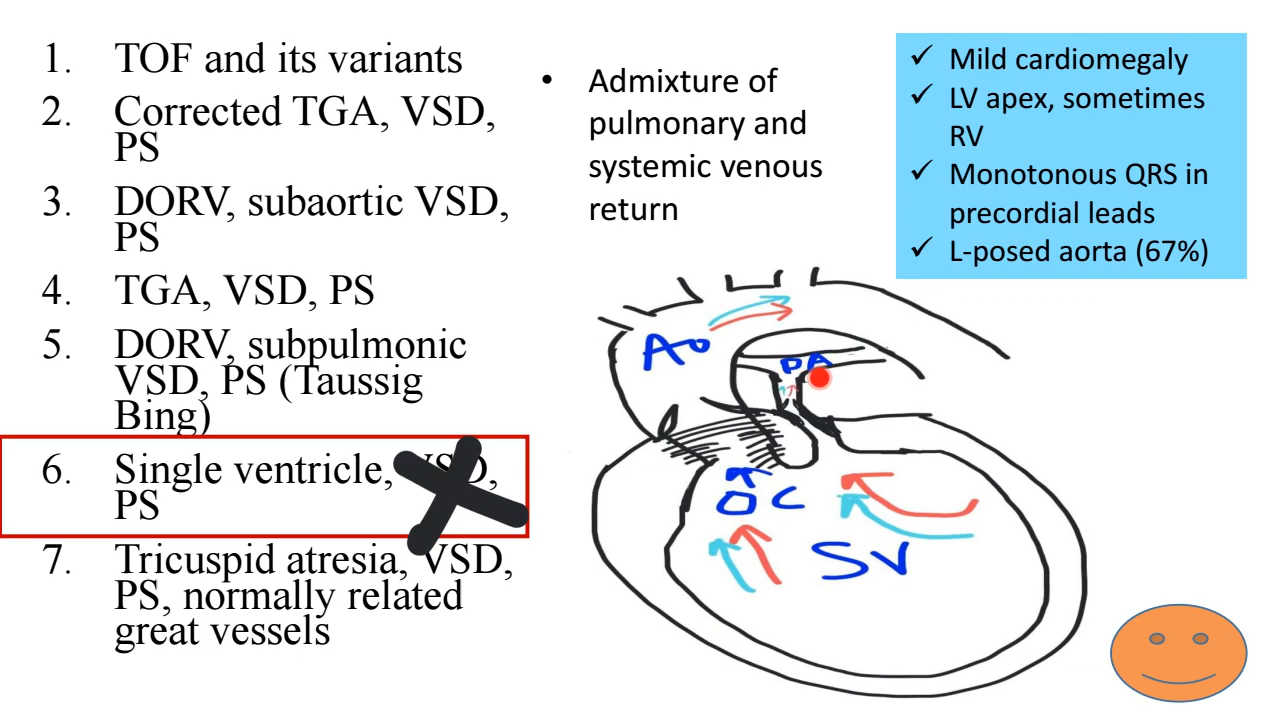 1. TOF and its variants
2. Corrected TGA, VSD,
PS
3. DORV, subaortic VSD,
PS
4. TGA, VSD, PS
5. DORV, subpulmonic
VSD, PS (Taussig
Bing)
6. Single ventricle, VSD,
PS
7. Tricuspid atresia, VSD,
PS, normally related
great vessels
• Admixture of
pulmonary and
systemic venous
return
✓ Mild cardiomegaly
✓ LV apex, sometimes
RV
✓ Monotonous QRS in
precordial leads
✓ L-posed aorta (67%)
Ao
PA
OC
SV